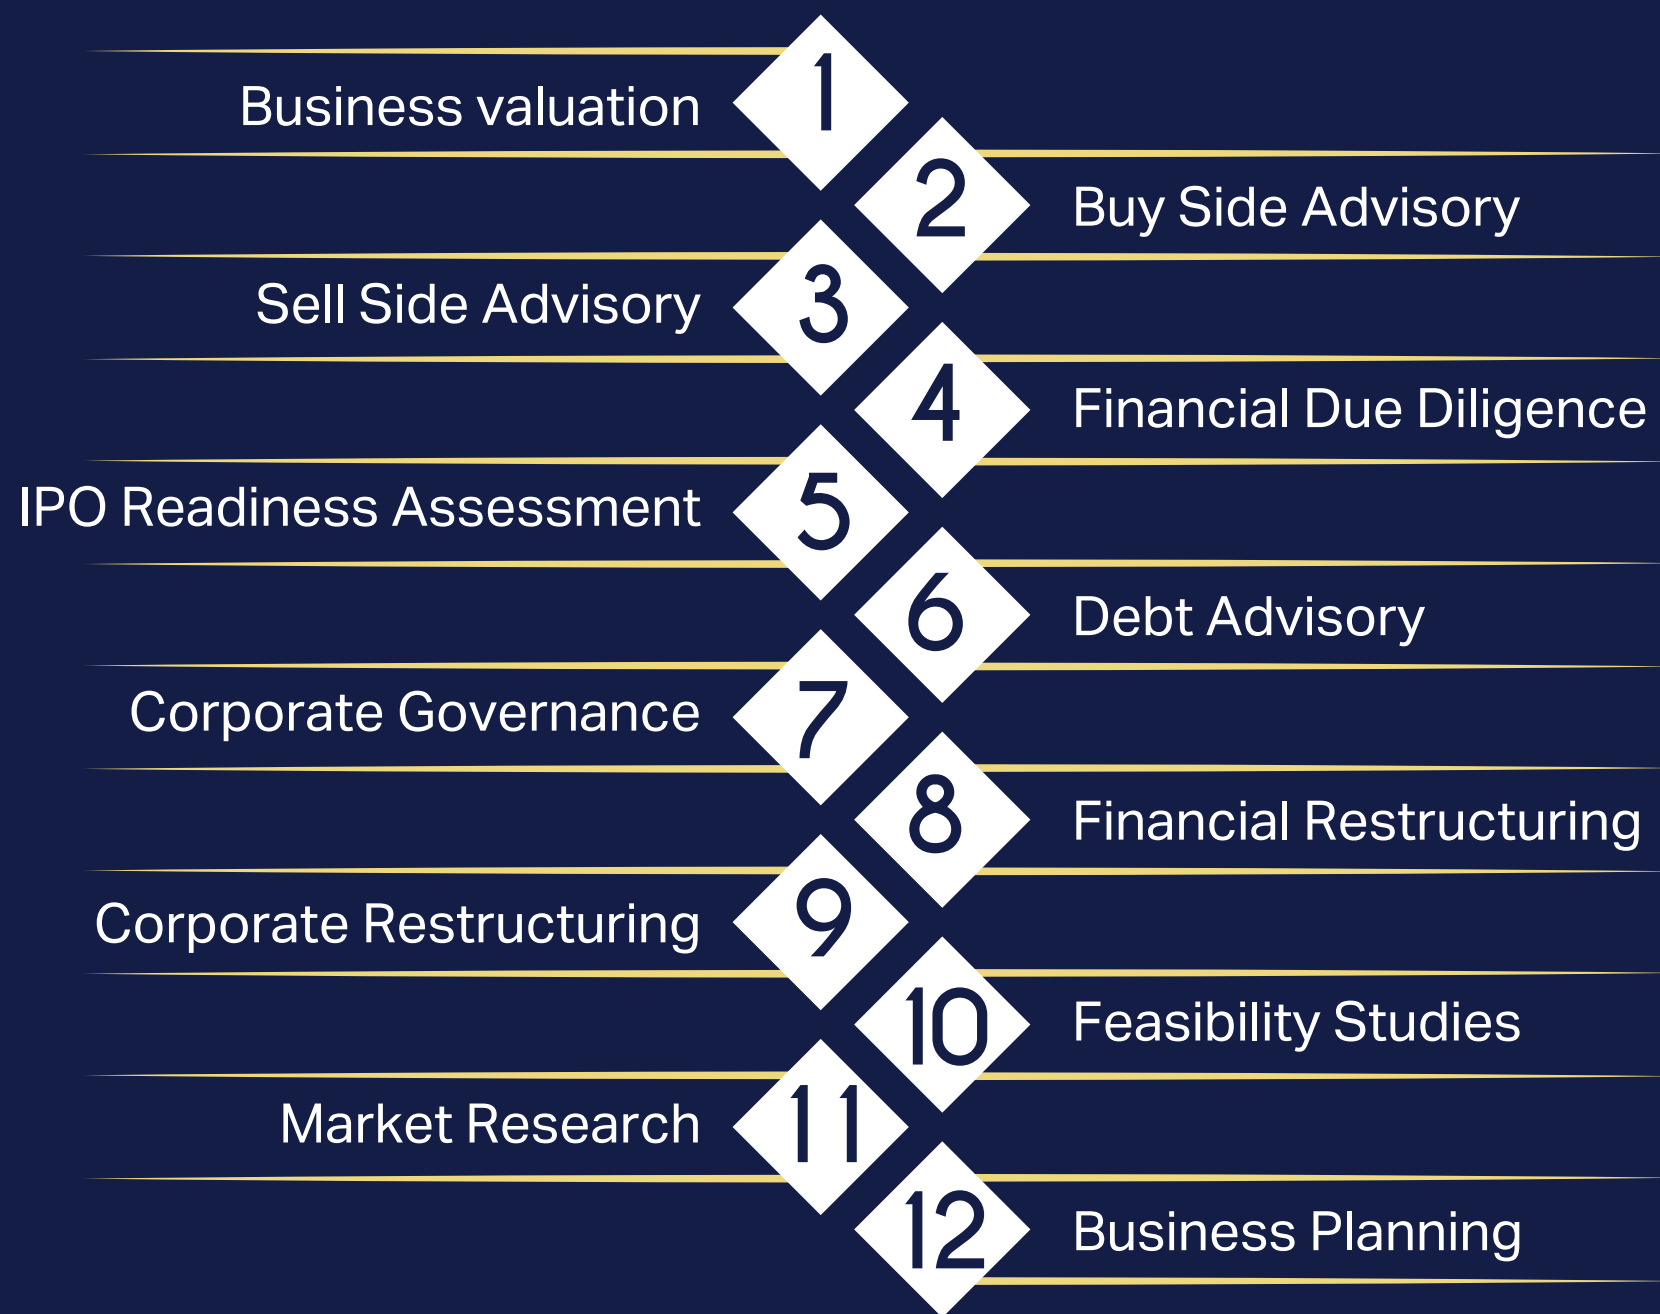 1
Business valuation
2
Buy Side Advisory
3
Sell Side Advisory
4
Financial Due Diligence
5
IPO Readiness Assessment
6
Debt Advisory
7
Corporate Governance
8
Financial Restructuring
9
Corporate Restructuring
10
Feasibility Studies
11
Market Research
12
Business Planning